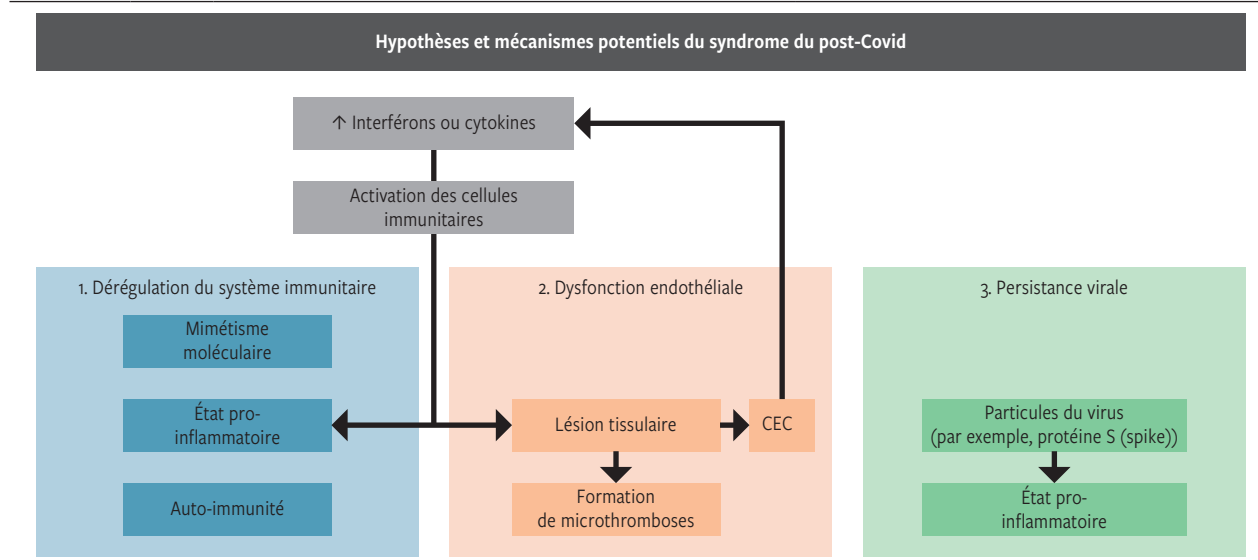 Hypothèses et mécanismes potentiels du syndrome du post-Covid
↑ Interférons ou cytokines
Activation des cellules
immunitaires
1. Dérégulation du système immunitaire
Mimétisme
moléculaire
État pro-
inflammatoire
Auto-immunité
2. Dysfonction endothéliale
Lésion tissulaire
CEC
Formation
de microthromboses
3. Persistance virale
Particules du virus
(par exemple, protéine S (spike))
État pro-
inflammatoire